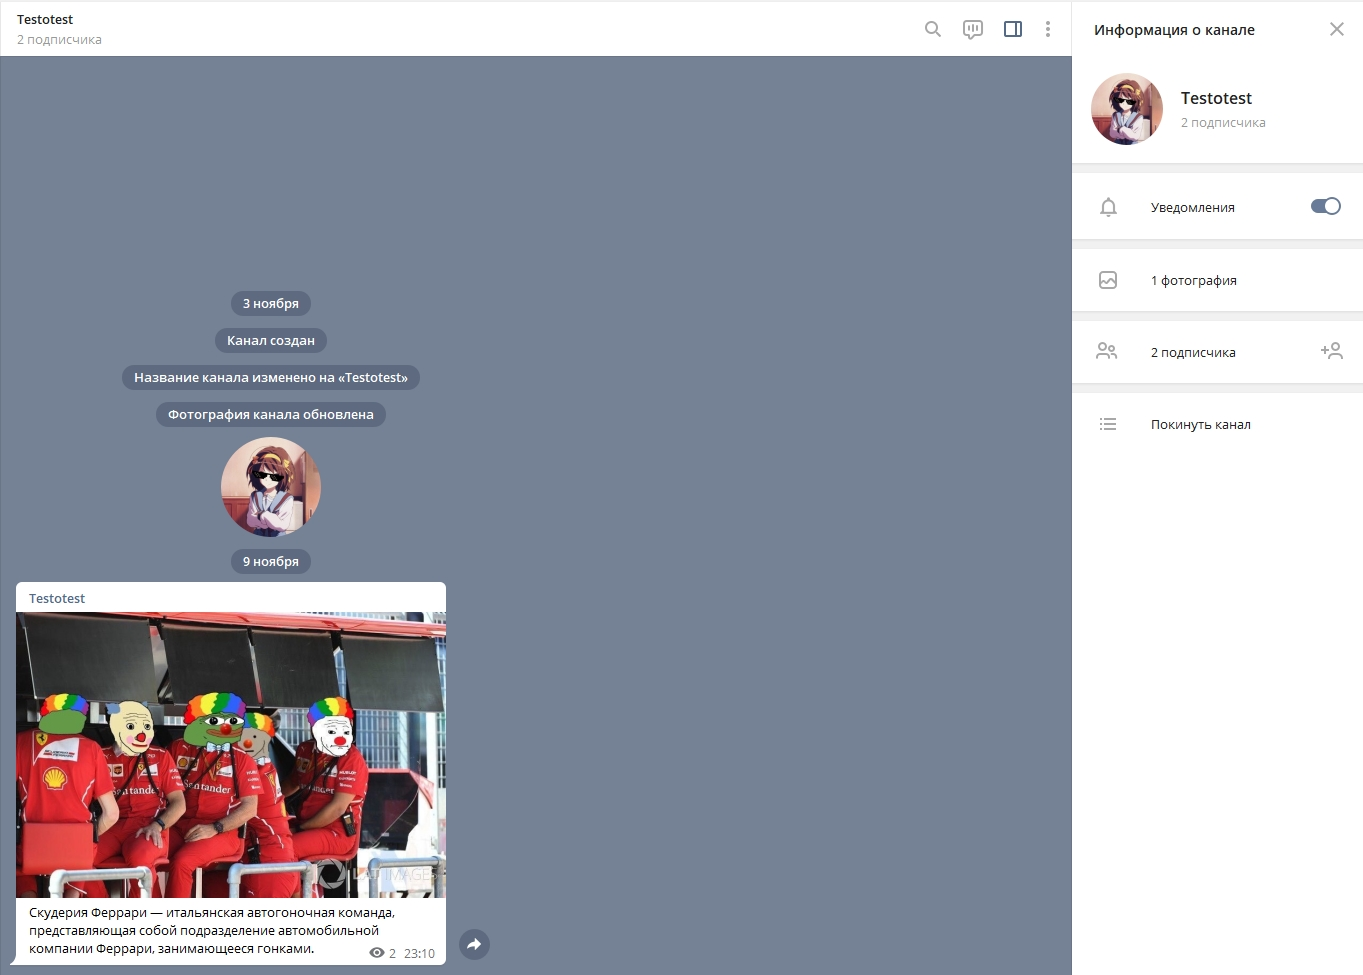 Testotest
2 подписчика
3 ноября
Канал создан
Название канала изменено на «Testotest»
Фотография канала обновлена
9 ноября
Testotest
Santander
Santander
Скудерия Феррари — итальянская автогоночная команда,
представляющая собой подразделение автомобильной
компании Феррари, занимающееся гонками.
2 23:10
Информация о канале
Testotest
2 подписчика
Уведомления
1 фотография
2 подписчика
Покинуть канал